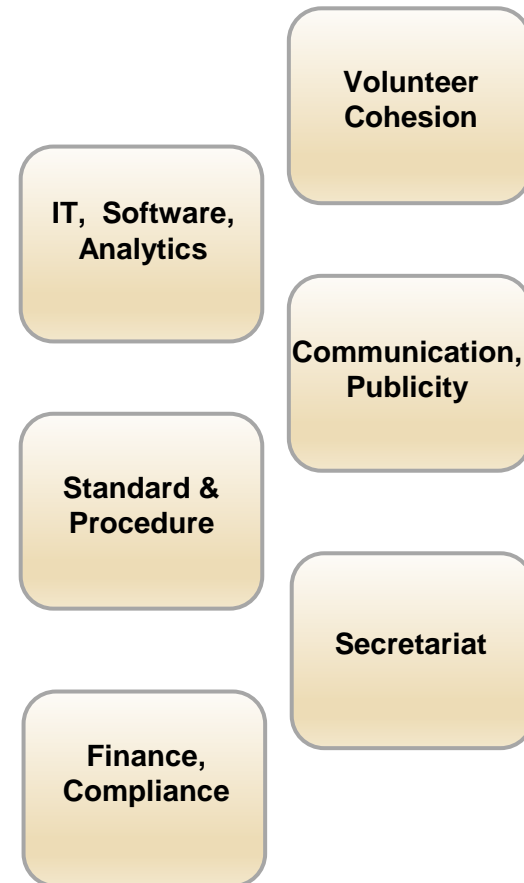 Volunteer
Cohesion
IT, Software,
Analytics
Communication,
Publicity
Standard &
Procedure
Secretariat
Finance,
Compliance